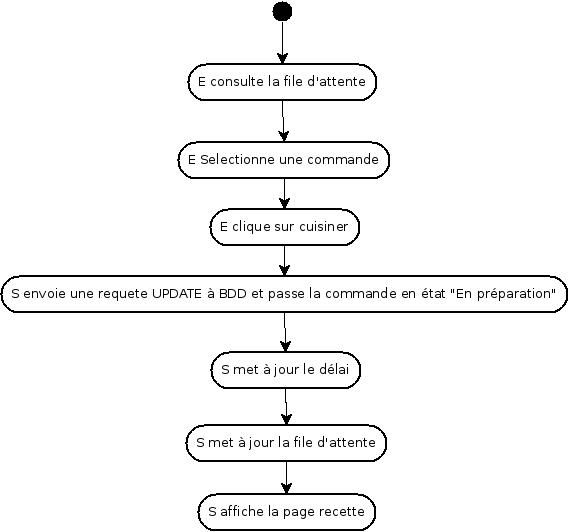 E consulte la file d'attente
E Selectionne une commande
E clique sur cuisiner
S envoie une requete UPDATE à BDD et passe la commande en état "En préparation"
S met à jour le délai
S met à jour la file d'attente
S affiche la page recette